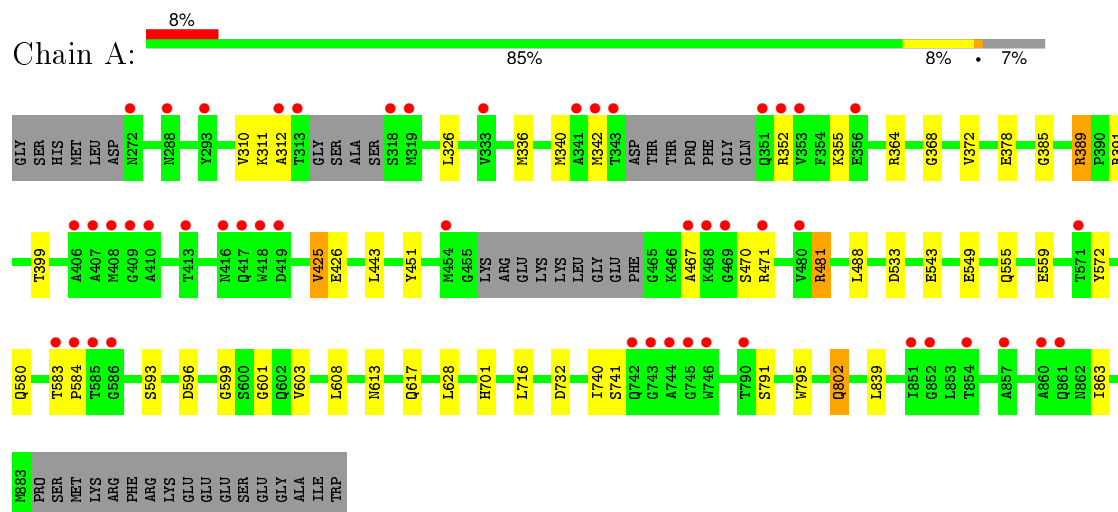 8%
Chain A:
85% 8% • 7%
GLY SER HIS MET LEU ASP N272 N288 Y293 V310 K311 A312 T313 GLY SER ALA SER S318 M319 L326 V333 M336 M340 A341 M342 T343 ASP THR THR PRO PHE GLY GLN Q351 R352 V353 F354 K355 E356 R364 G368 V372 E378 G385 R389 P390 R391
T399 A406 A407 M408 G409 A410 T413 N416 Q417 W418 D419 V425 E426 L443 Y451 M454 G455 LYS ARG GLU LYS LYS LEU GLY GLU PHE G465 K466 A467 K468 G469 S470 R471 V480 R481 L488 D533 E543 E549 Q555 E559 T571 Y572
Q580 T583 P584 T585 G586 S593 D596 G599 S600 G601 Q602 V603 L608 N613 Q617 L628 H701 L716 D732 I740 S741 Q742 G743 A744 G745 W746 T790 S791 W795 Q802 L839 I851 G852 L853 T854 A857 A860 Q861 N862 I863
M883 PRO SER MET LYS ARG PHE ARG LYS GLU GLU GLU SER GLU GLY ALA ILE TRP